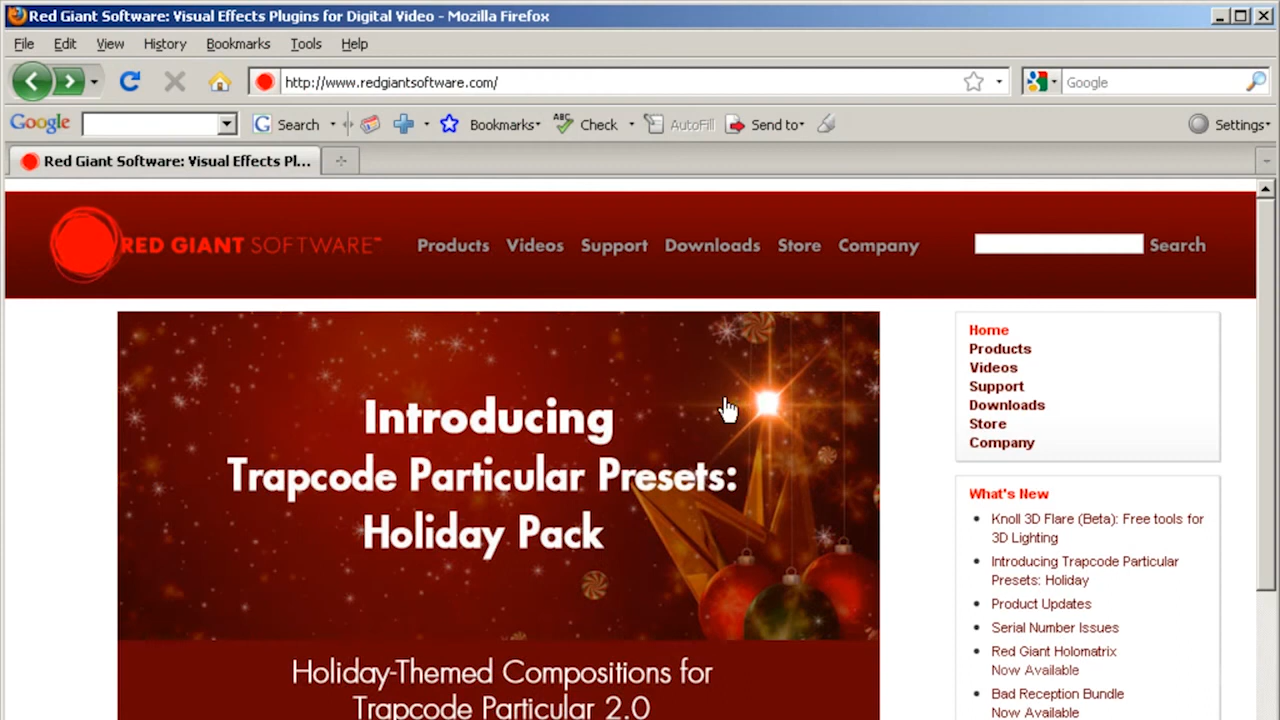 Red Giant Software: Visual Effects Plugins for Digital Video - Mozilla Firefox
File Edit View History Bookmarks Tools Help
http://www.redgiantsoftware.com/
Google
Google Search Bookmarks ABC Check AutoFill Send to Settings
Red Giant Software: Visual Effects Pl...
RED GIANT SOFTWARE™ Products Videos Support Downloads Store Company Search
Introducing
Trapcode Particular Presets:
Holiday Pack
Holiday-Themed Compositions for
Trapcode Particular 2.0
Home
Products
Videos
Support
Downloads
Store
Company
What's New
Knoll 3D Flare (Beta): Free tools for
3D Lighting
Introducing Trapcode Particular
Presets: Holiday
Product Updates
Serial Number Issues
Red Giant Holomatrix
Now Available
Bad Reception Bundle
Now Available